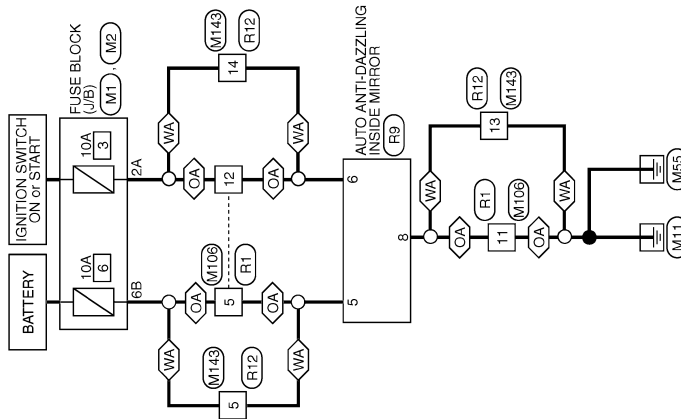 BATTERY
IGNITION SWITCH
ON or START
FUSE BLOCK
(J/B)
M1 , M2
10A
6
10A
3
6B
2A
WA
OA
OA
WA
M143
R12
5
M106
R1
5
12
14
M143
R12
WA
OA
OA
WA
5
6
AUTO ANTI-DAZZLING
INSIDE MIRROR
R9
8
WA
OA
R1
M106
11
R12
M143
13
OA
WA
M11
M55